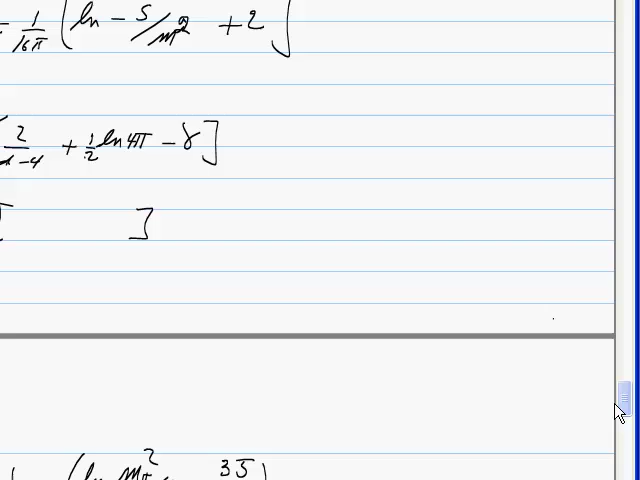 1/16π (ln - s/m² + 2]
2/d-4 + 1/2 ln 4π - γ ]
[ ]
(ln m² 35 )